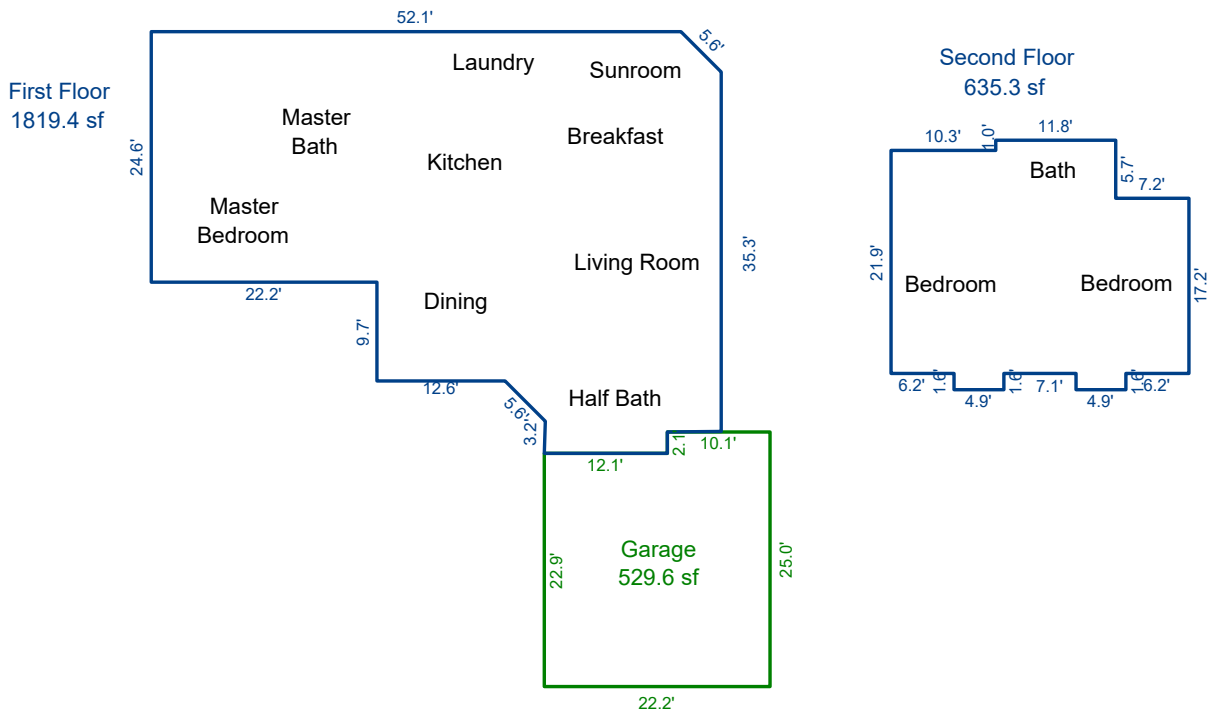 52.1'
5.6'
Laundry
Sunroom
First Floor
1819.4 sf
Master
Bath
Breakfast
Kitchen
24.6'
Master
Bedroom
Living Room
35.3'
22.2'
Dining
9.7'
12.6'
5.6'
3.2'
Half Bath
2.1'
10.1'
12.1'
Garage
529.6 sf
22.9'
25.0'
22.2'
Second Floor
635.3 sf
10.3'
1.0'
11.8'
Bath
5.7'
7.2'
21.9'
Bedroom
Bedroom
17.2'
6.2'
1.6'
4.9'
1.6'
7.1'
4.9'
1.6'
6.2'